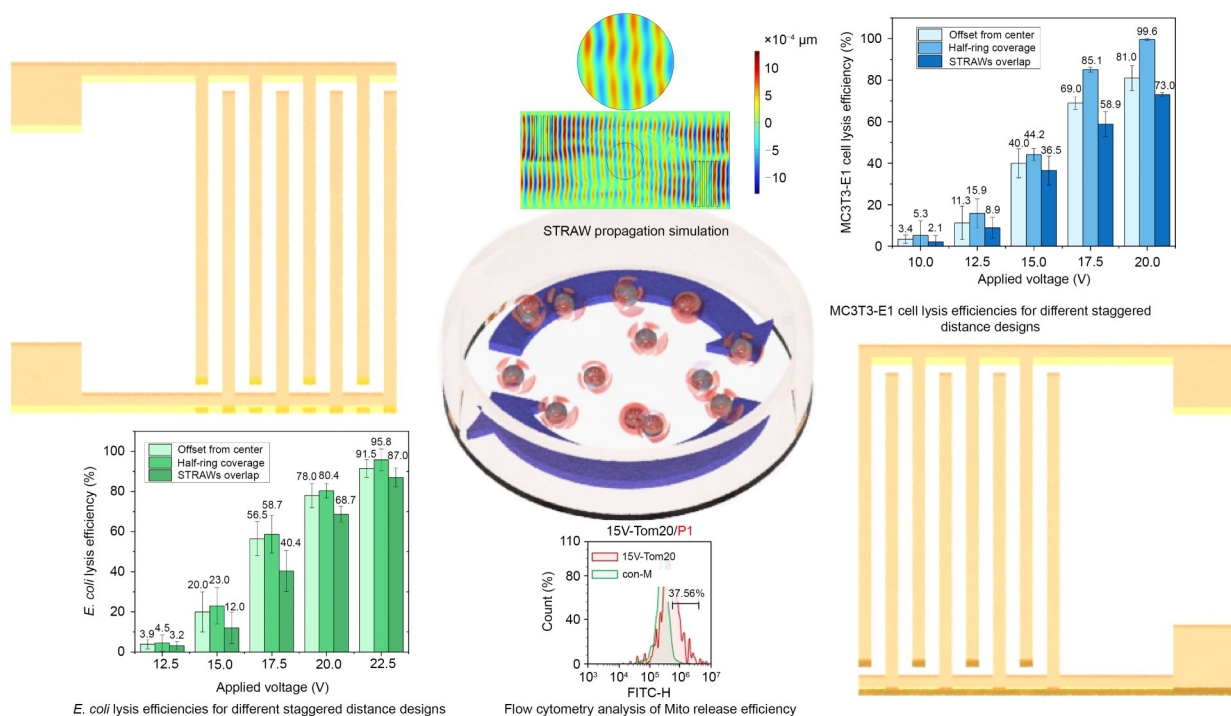 ×10⁻⁴ μm
10
5
0
−5
−10
STRAW propagation simulation
MC3T3-E1 cell lysis efficiency (%)
100
80
60
40
20
0
Offset from center
Half-ring coverage
STRAWs overlap
3.4
5.3
2.1
11.3
15.9
8.9
40.0
44.2
36.5
69.0
85.1
58.9
81.0
99.6
73.0
10.0 12.5 15.0 17.5 20.0
Applied voltage (V)
MC3T3-E1 cell lysis efficiencies for different staggered
distance designs
E. coli lysis efficiency (%)
100
80
60
40
20
0
Offset from center
Half-ring coverage
STRAWs overlap
3.9
4.5
3.2
20.0
23.0
12.0
56.5
58.7
40.4
78.0
80.4
68.7
91.5
95.8
87.0
12.5 15.0 17.5 20.0 22.5
Applied voltage (V)
E. coli lysis efficiencies for different staggered distance designs
15V-Tom20/P1
Count (%)
110
80
40
0
15V-Tom20
con-M
37.56%
10³ 10⁴ 10⁵ 10⁶ 10⁷
FITC-H
Flow cytometry analysis of Mito release efficiency